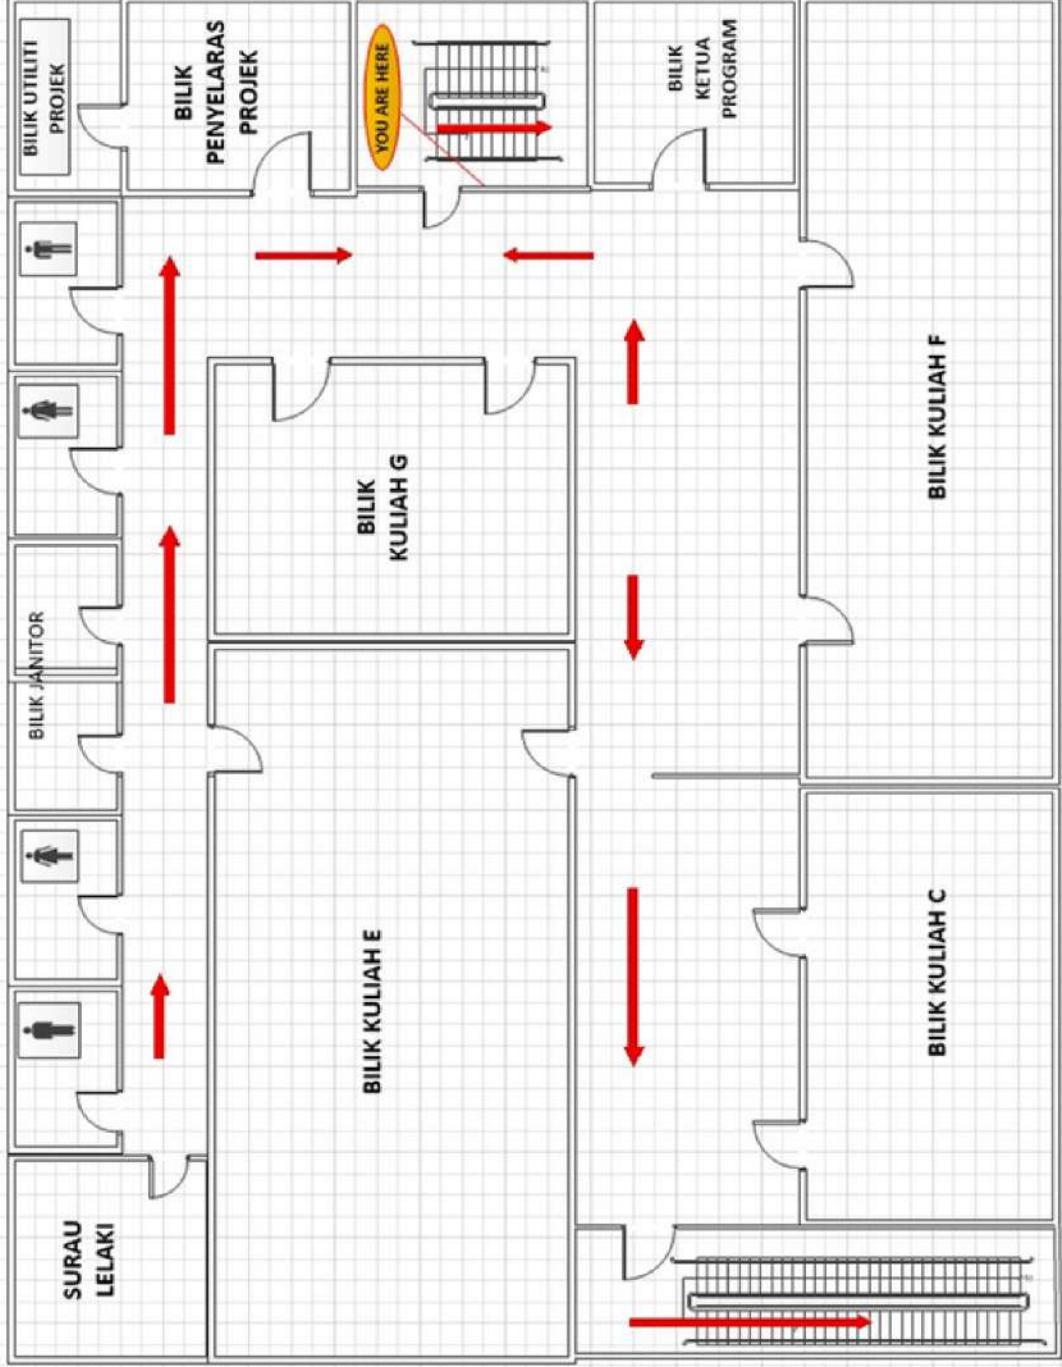 BILIK UTILITI
PROJEK
BILIK
PENYELARAS
PROJEK
YOU ARE HERE
BILIK
KETUA
PROGRAM
BILIK
KULIAH G
BILIK KULIAH F
BILIK JANITOR
BILIK KULIAH E
BILIK KULIAH C
SURAU
LELAKI